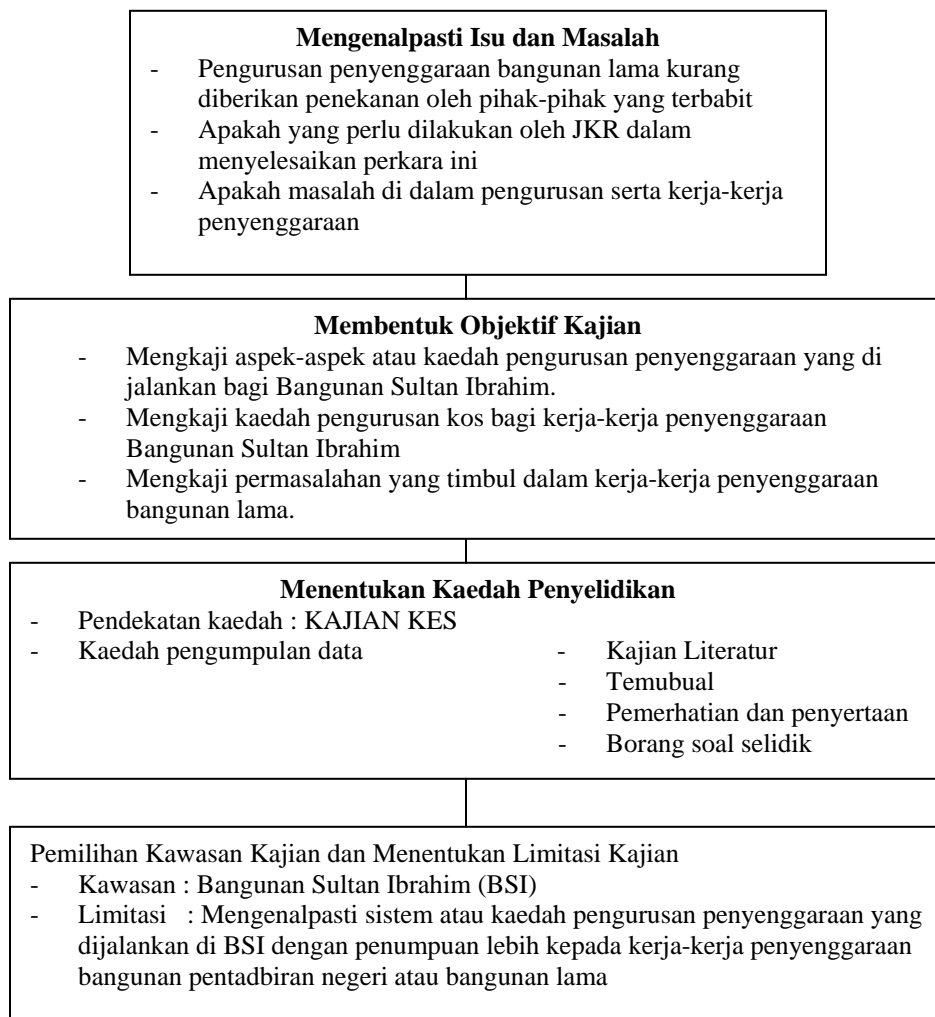 Mengenalpasti Isu dan Masalah
- Pengurusan penyenggaraan bangunan lama kurang
diberikan penekanan oleh pihak-pihak yang terbabit
- Apakah yang perlu dilakukan oleh JKR dalam
menyelesaikan perkara ini
- Apakah masalah di dalam pengurusan serta kerja-kerja
penyenggaraan
Membentuk Objektif Kajian
- Mengkaji aspek-aspek atau kaedah pengurusan penyenggaraan yang di
jalankan bagi Bangunan Sultan Ibrahim.
- Mengkaji kaedah pengurusan kos bagi kerja-kerja penyenggaraan
Bangunan Sultan Ibrahim
- Mengkaji permasalahan yang timbul dalam kerja-kerja penyenggaraan
bangunan lama.
Menentukan Kaedah Penyelidikan
- Pendekatan kaedah : KAJIAN KES
- Kaedah pengumpulan data - Kajian Literatur
- Temubual
- Pemerhatian dan penyertaan
- Borang soal selidik
Pemilihan Kawasan Kajian dan Menentukan Limitasi Kajian
- Kawasan : Bangunan Sultan Ibrahim (BSI)
- Limitasi : Mengenalpasti sistem atau kaedah pengurusan penyenggaraan yang
dijalankan di BSI dengan penumpuan lebih kepada kerja-kerja penyenggaraan
bangunan pentadbiran negeri atau bangunan lama